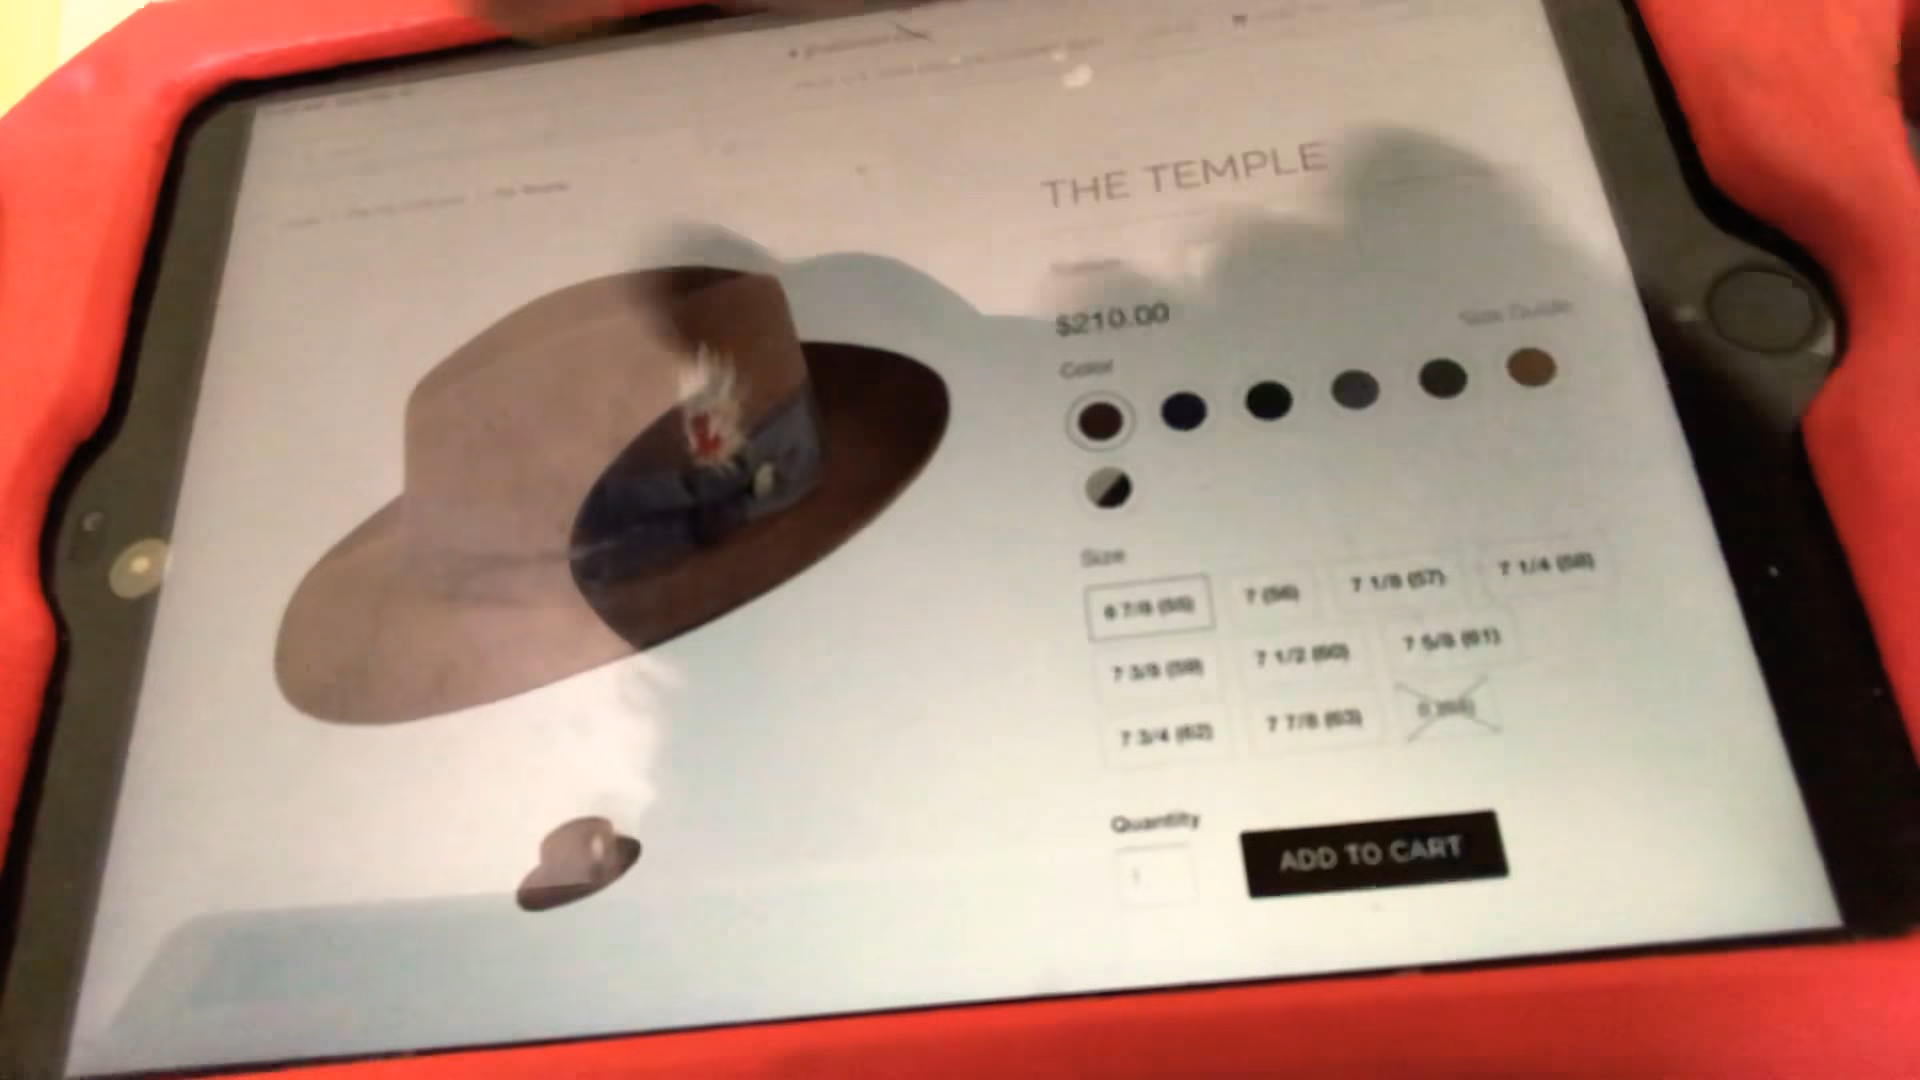 THE TEMPLE
$210.00
Size Guide
Color
Size
6 7/8 (55)
7 (56)
7 1/8 (57)
7 1/4 (58)
7 3/8 (59)
7 1/2 (60)
7 5/8 (61)
7 3/4 (62)
7 7/8 (63)
Quantity
1
ADD TO CART